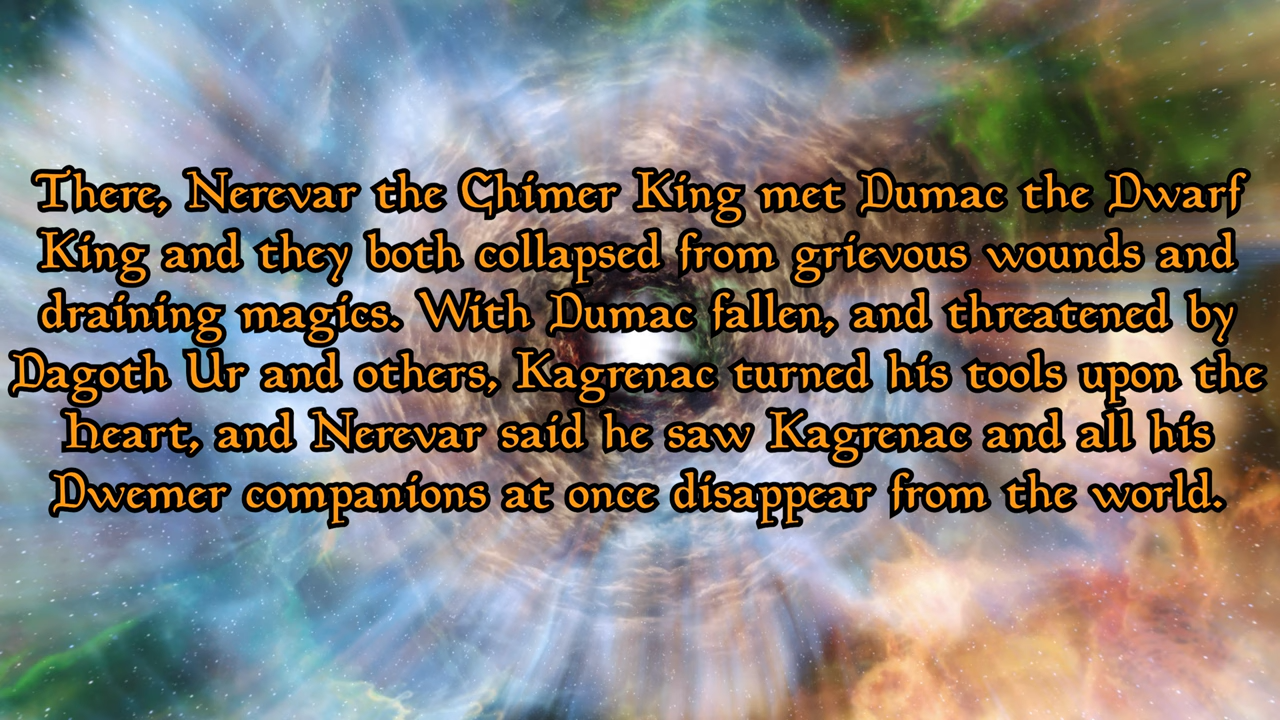 There, Nerevar the Chimer King met Dumac the Dwarf
King and they both collapsed from grievous wounds and
draining magics. With Dumac fallen, and threatened by
Dagoth Ur and others, Kagrenac turned his tools upon the
heart, and Nerevar said he saw Kagrenac and all his
Dwemer companions at once disappear from the world.